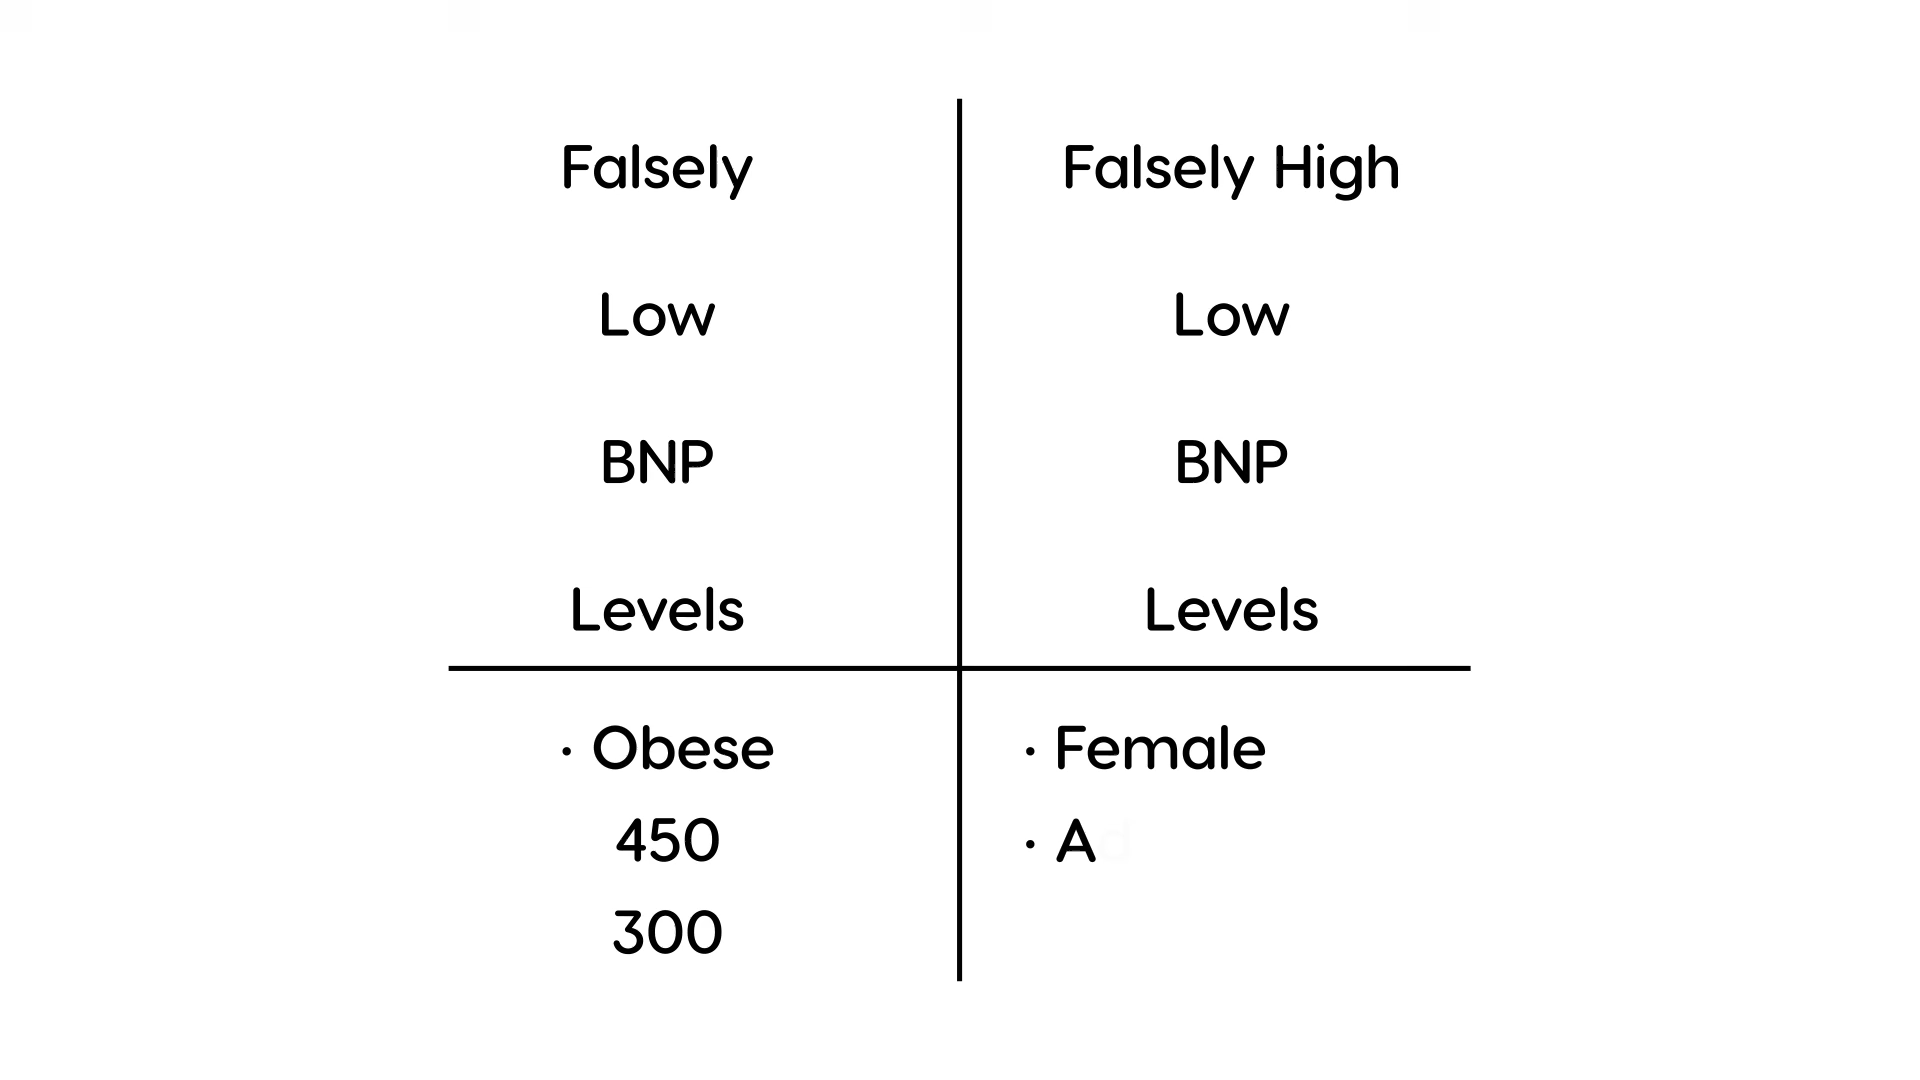 Falsely
Low
BNP
Levels
· Obese
450
300
Falsely High
Low
BNP
Levels
· Female
· A